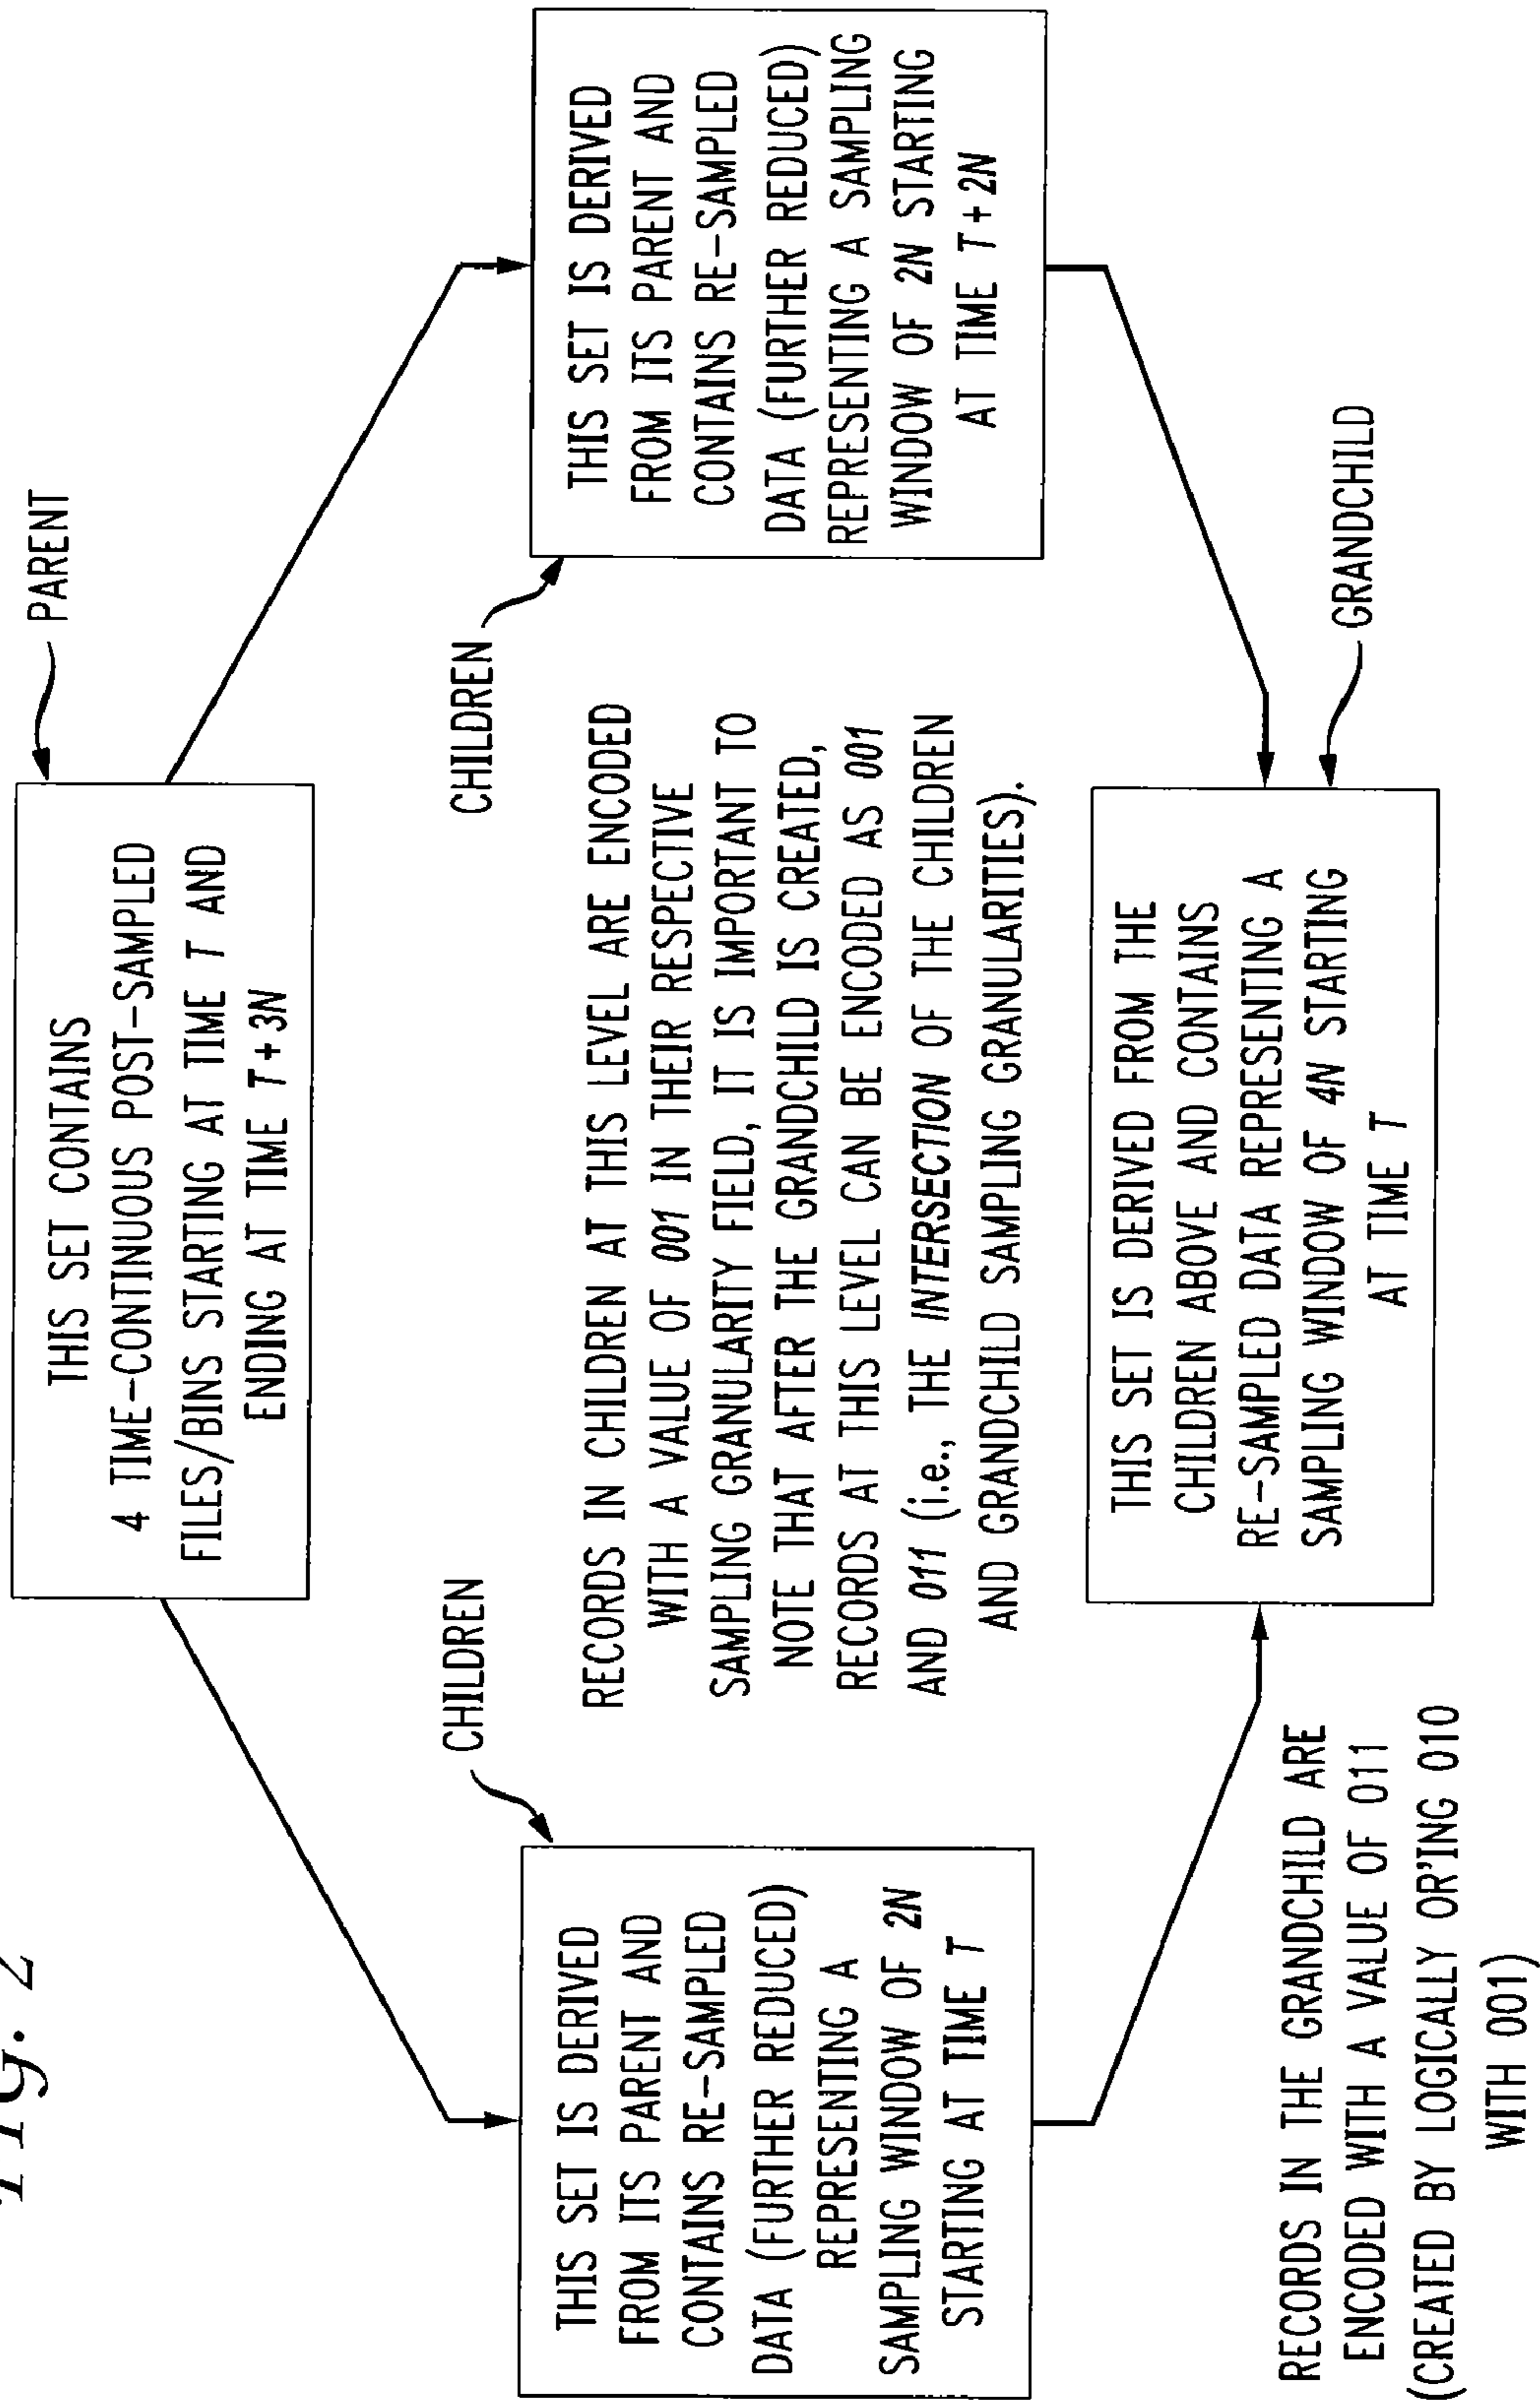 Fig. 2
PARENT
THIS SET CONTAINS
4 TIME-CONTINUOUS POST-SAMPLED
FILES/BINS STARTING AT TIME T AND
ENDING AT TIME T+3N
CHILDREN
THIS SET IS DERIVED
FROM ITS PARENT AND
CONTAINS RE-SAMPLED
DATA (FURTHER REDUCED)
REPRESENTING A
SAMPLING WINDOW OF 2N
STARTING AT TIME T
RECORDS IN CHILDREN AT THIS LEVEL ARE ENCODED
WITH A VALUE OF 001 IN THEIR RESPECTIVE
SAMPLING GRANULARITY FIELD, IT IS IMPORTANT TO
NOTE THAT AFTER THE GRANDCHILD IS CREATED,
RECORDS AT THIS LEVEL CAN BE ENCODED AS 001
AND 011 (i.e., THE INTERSECTION OF THE CHILDREN
AND GRANDCHILD SAMPLING GRANULARITIES).
CHILDREN
THIS SET IS DERIVED
FROM ITS PARENT AND
CONTAINS RE-SAMPLED
DATA (FURTHER REDUCED)
REPRESENTING A SAMPLING
WINDOW OF 2N STARTING
AT TIME T+2N
RECORDS IN THE GRANDCHILD ARE
ENCODED WITH A VALUE OF 011
(CREATED BY LOGICALLY OR'ING 010
WITH 001)
THIS SET IS DERIVED FROM THE
CHILDREN ABOVE AND CONTAINS
RE-SAMPLED DATA REPRESENTING A
SAMPLING WINDOW OF 4N STARTING
AT TIME T
GRANDCHILD